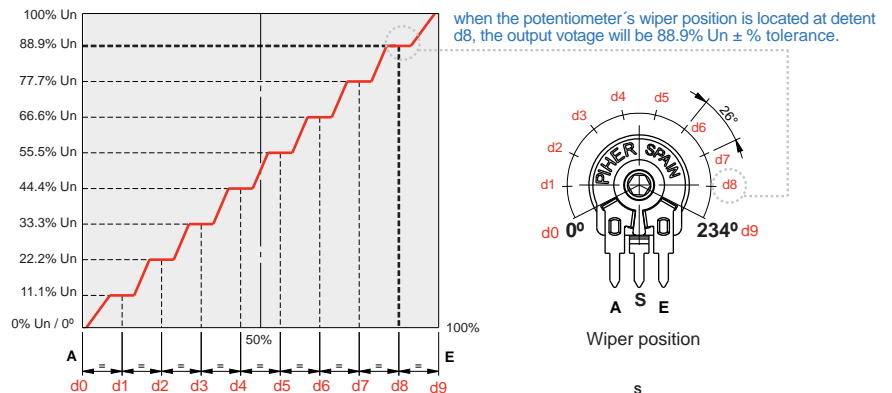 when the potentiometer´s wiper position is located at detent
d8, the output votage will be 88.9% Un ± % tolerance.
100% Un
88.9% Un
77.7% Un
66.6% Un
55.5% Un
44.4% Un
33.3% Un
22.2% Un
11.1% Un
0% Un / 0º
50%
100%
A
E
= = = = = = = = =
d0 d1 d2 d3 d4 d5 d6 d7 d8 d9
d4 d5
d3 d6
26º
d2 d7
d1 d8
PIHER SPAIN
d0 0º 234º d9
A S E
Wiper position
s